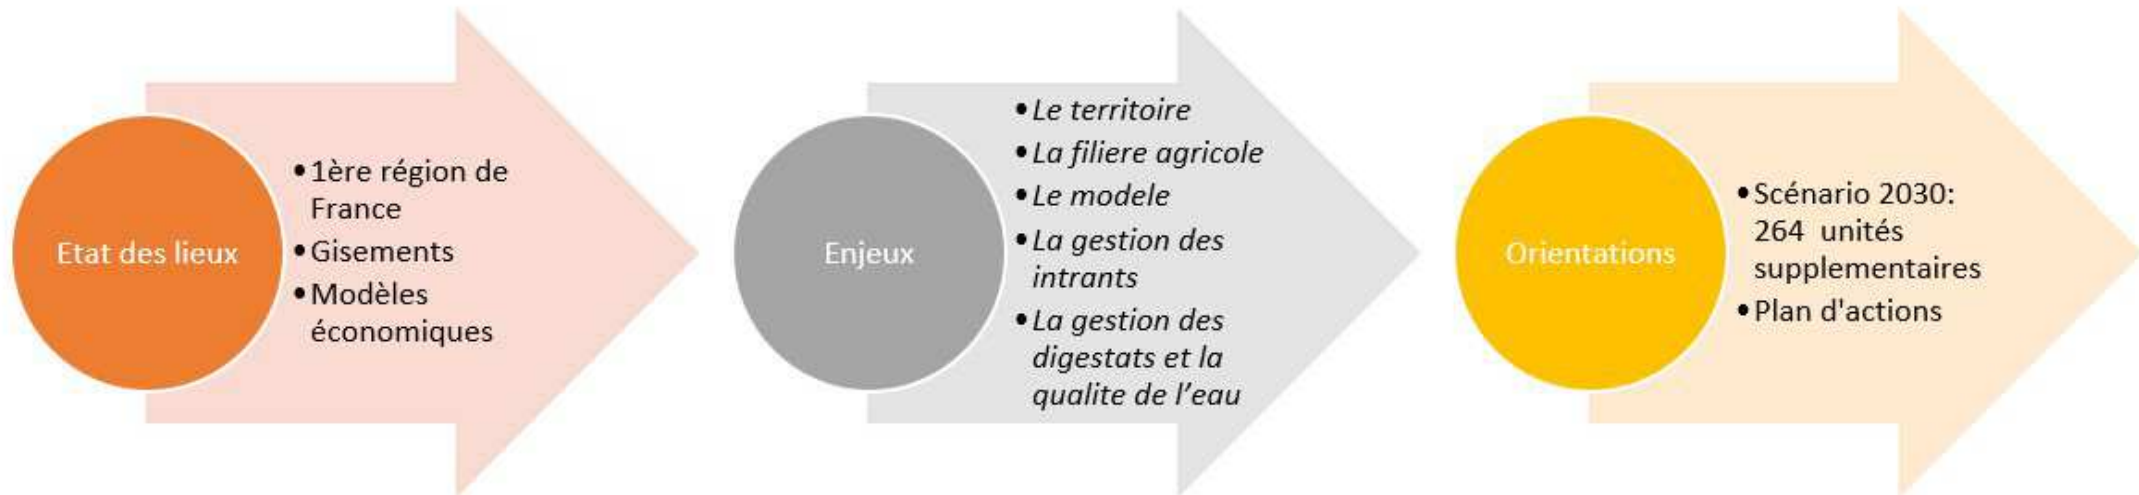 Etat des lieux
•1ère région de
France
•Gisements
•Modèles
économiques
Enjeux
•Le territoire
•La filiere agricole
•Le modele
•La gestion des
intrants
•La gestion des
digestats et la
qualite de l’eau
Orientations
•Scénario 2030:
264 unités
supplementaires
•Plan d'actions